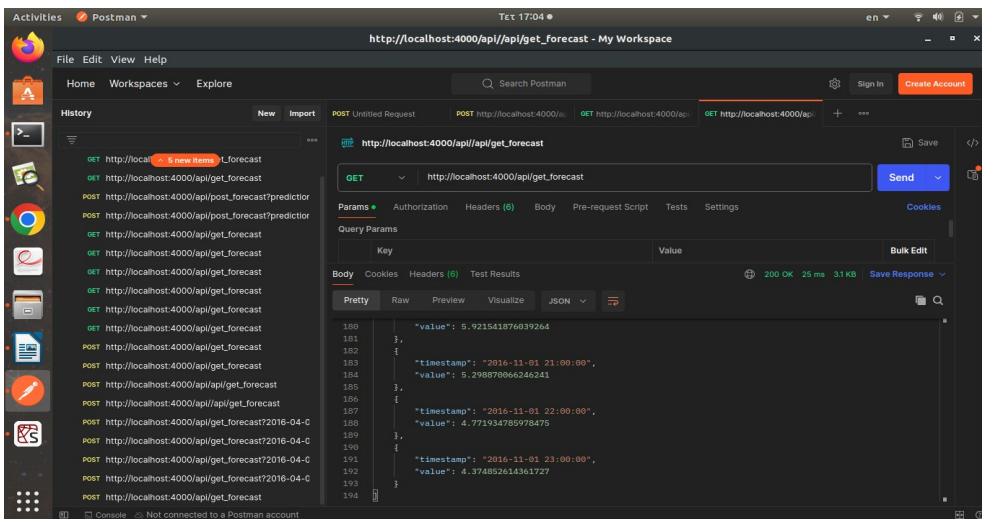 Activities Postman Τετ 17:04 en
http://localhost:4000/api//api/get_forecast - My Workspace
File Edit View Help
Home Workspaces Explore Search Postman Sign In Create Account
History New Import
POST Untitled Request POST http://localhost:4000/a GET http://localhost:4000/ap GET http://localhost:4000/ap
http://localhost:4000/api//api/get_forecast Save
GET http://local 5 new items t_forecast
GET http://localhost:4000/api/get_forecast
POST http://localhost:4000/api/post_forecast?predictior
POST http://localhost:4000/api/post_forecast?predictior
GET http://localhost:4000/api/get_forecast
GET http://localhost:4000/api/get_forecast
GET http://localhost:4000/api/get_forecast
GET http://localhost:4000/api/get_forecast
GET http://localhost:4000/api/get_forecast
GET http://localhost:4000/api/get_forecast
POST http://localhost:4000/api/get_forecast
POST http://localhost:4000/api/get_forecast
POST http://localhost:4000/api/api/get_forecast
POST http://localhost:4000/api//api/get_forecast
POST http://localhost:4000/api/get_forecast?2016-04-0
POST http://localhost:4000/api/get_forecast?2016-04-0
POST http://localhost:4000/api/get_forecast?2016-04-0
POST http://localhost:4000/api/get_forecast?2016-04-0
POST http://localhost:4000/api/get_forecast
GET http://localhost:4000/api/get_forecast Send
Params Authorization Headers (6) Body Pre-request Script Tests Settings Cookies
Query Params
Key Value Bulk Edit
Body Cookies Headers (6) Test Results 200 OK 25 ms 3.1 KB Save Response
Pretty Raw Preview Visualize JSON
180 "value": 5.921541876039264
181 },
182 {
183 "timestamp": "2016-11-01 21:00:00",
184 "value": 5.298870066246241
185 },
186 {
187 "timestamp": "2016-11-01 22:00:00",
188 "value": 4.771934785978475
189 },
190 {
191 "timestamp": "2016-11-01 23:00:00",
192 "value": 4.374852614361727
193 }
194 ]
Console Not connected to a Postman account